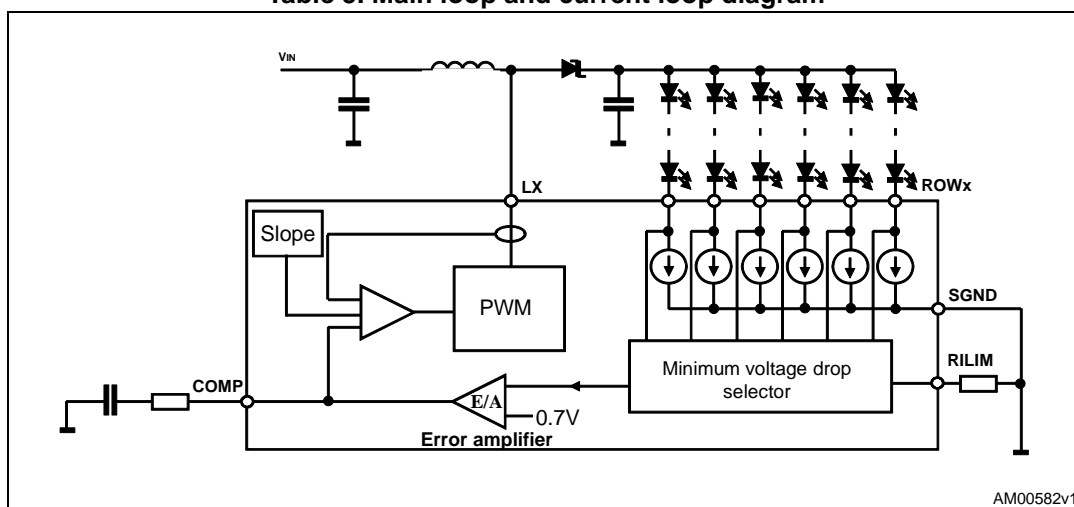 Table 5. Main loop and current loop diagram
VIN
LX
ROWx
Slope
PWM
SGND
Minimum voltage drop
selector
RILIM
COMP
E/A
0.7V
Error amplifier
AM00582v1